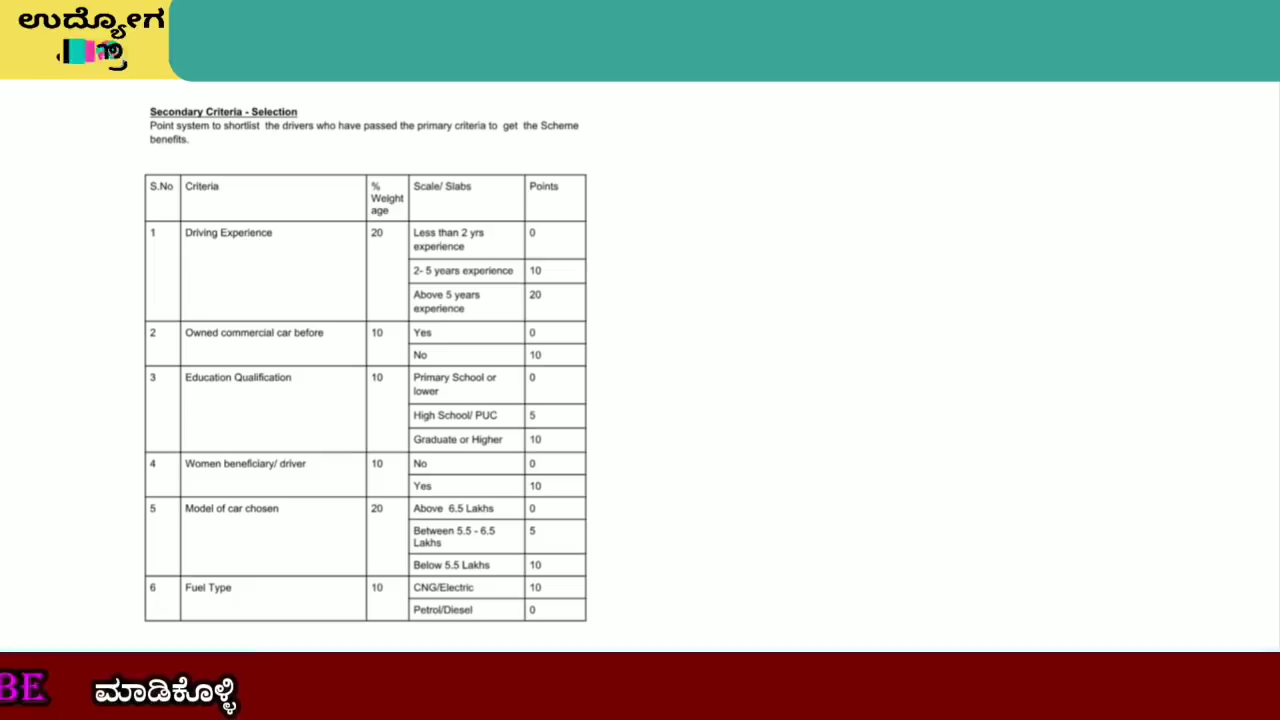 ಉದ್ಯೋಗ
Secondary Criteria - Selection
Point system to shortlist the drivers who have passed the primary criteria to get the Scheme
benefits.
S.No Criteria % Weight age Scale/ Slabs Points
1 Driving Experience 20 Less than 2 yrs experience 0
2- 5 years experience 10
Above 5 years experience 20
2 Owned commercial car before 10 Yes 0
No 10
3 Education Qualification 10 Primary School or lower 0
High School/ PUC 5
Graduate or Higher 10
4 Women beneficiary/ driver 10 No 0
Yes 10
5 Model of car chosen 20 Above 6.5 Lakhs 0
Between 5.5 - 6.5 Lakhs 5
Below 5.5 Lakhs 10
6 Fuel Type 10 CNG/Electric 10
Petrol/Diesel 0
BE ಮಾಡಿಕೊಳ್ಳಿ